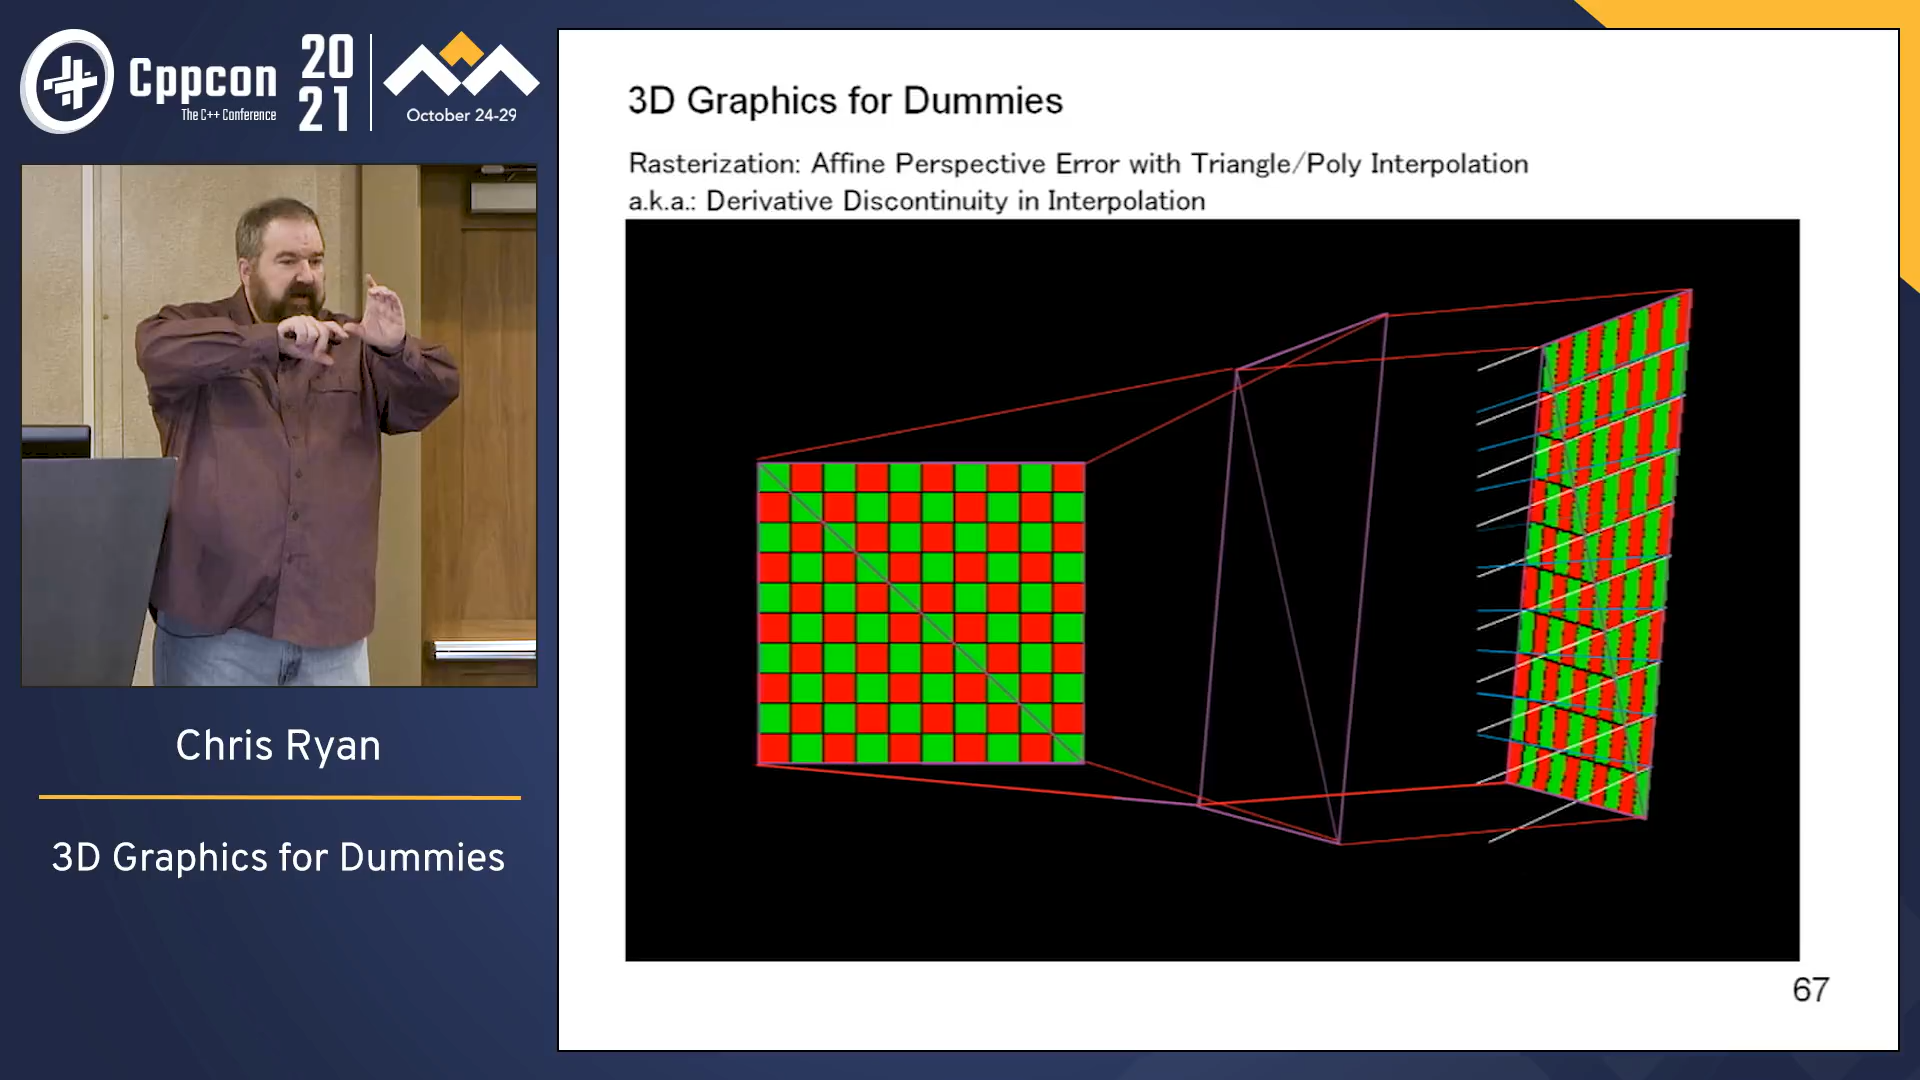 Cppcon
The C++ Conference
20
21
October 24-29
Chris Ryan
3D Graphics for Dummies
3D Graphics for Dummies
Rasterization: Affine Perspective Error with Triangle/Poly Interpolation
a.k.a.: Derivative Discontinuity in Interpolation
67